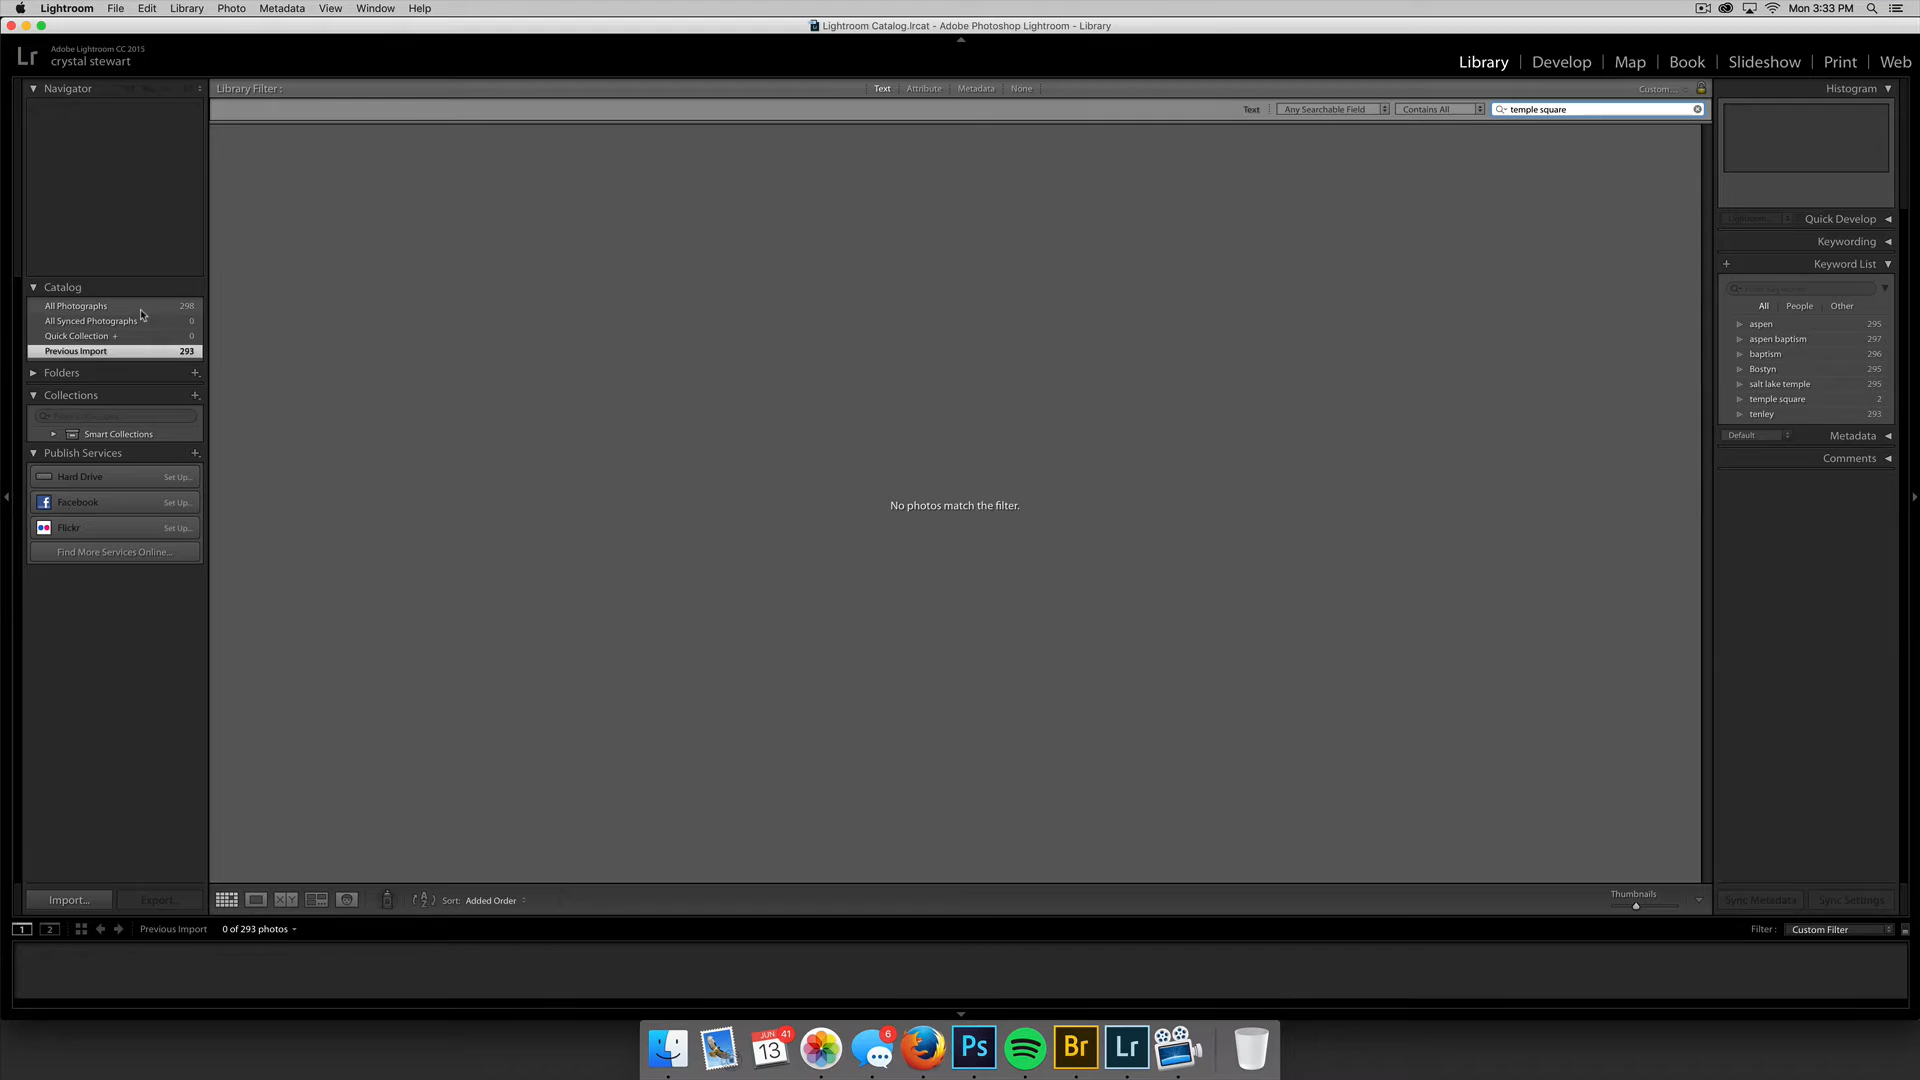 Lightroom File Edit Library Photo Metadata View Window Help
Mon 3:33 PM
Lightroom Catalog.lrcat - Adobe Photoshop Lightroom - Library
Lr
Adobe Lightroom CC 2015
crystal stewart
Library | Develop | Map | Book | Slideshow | Print | Web
Navigator
Library Filter :
Text Attribute Metadata None
Custom...
Histogram
Text Any Searchable Field Contains All temple square
Quick Develop
Keywording
Keyword List
All People Other
aspen 295
aspen baptism 297
baptism 296
Bostyn 295
salt lake temple 295
temple square 2
tenley 293
Default Metadata
Comments
Catalog
All Photographs 298
All Synced Photographs 0
Quick Collection + 0
Previous Import 293
Folders
Collections
Smart Collections
Publish Services
Hard Drive Set Up...
Facebook Set Up...
Flickr Set Up...
Find More Services Online...
No photos match the filter.
Import... Export...
Sort: Added Order
Thumbnails
Sync Metadata Sync Settings
1 2 Previous Import 0 of 293 photos
Filter : Custom Filter
JUN 13 41
6
Ps
Br
Lr